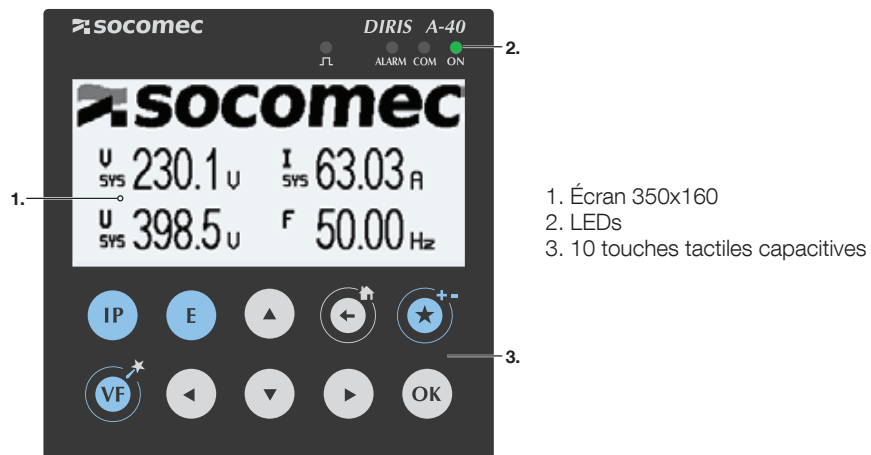 socomec
DIRIS A-40
ALARM COM ON
2.
socomec
V SYS 230.1 V I SYS 63.03 A
1.
U SYS 398.5 V F 50.00 Hz
1. Écran 350x160
2. LEDs
3. 10 touches tactiles capacitives
IP E
3.
VF OK